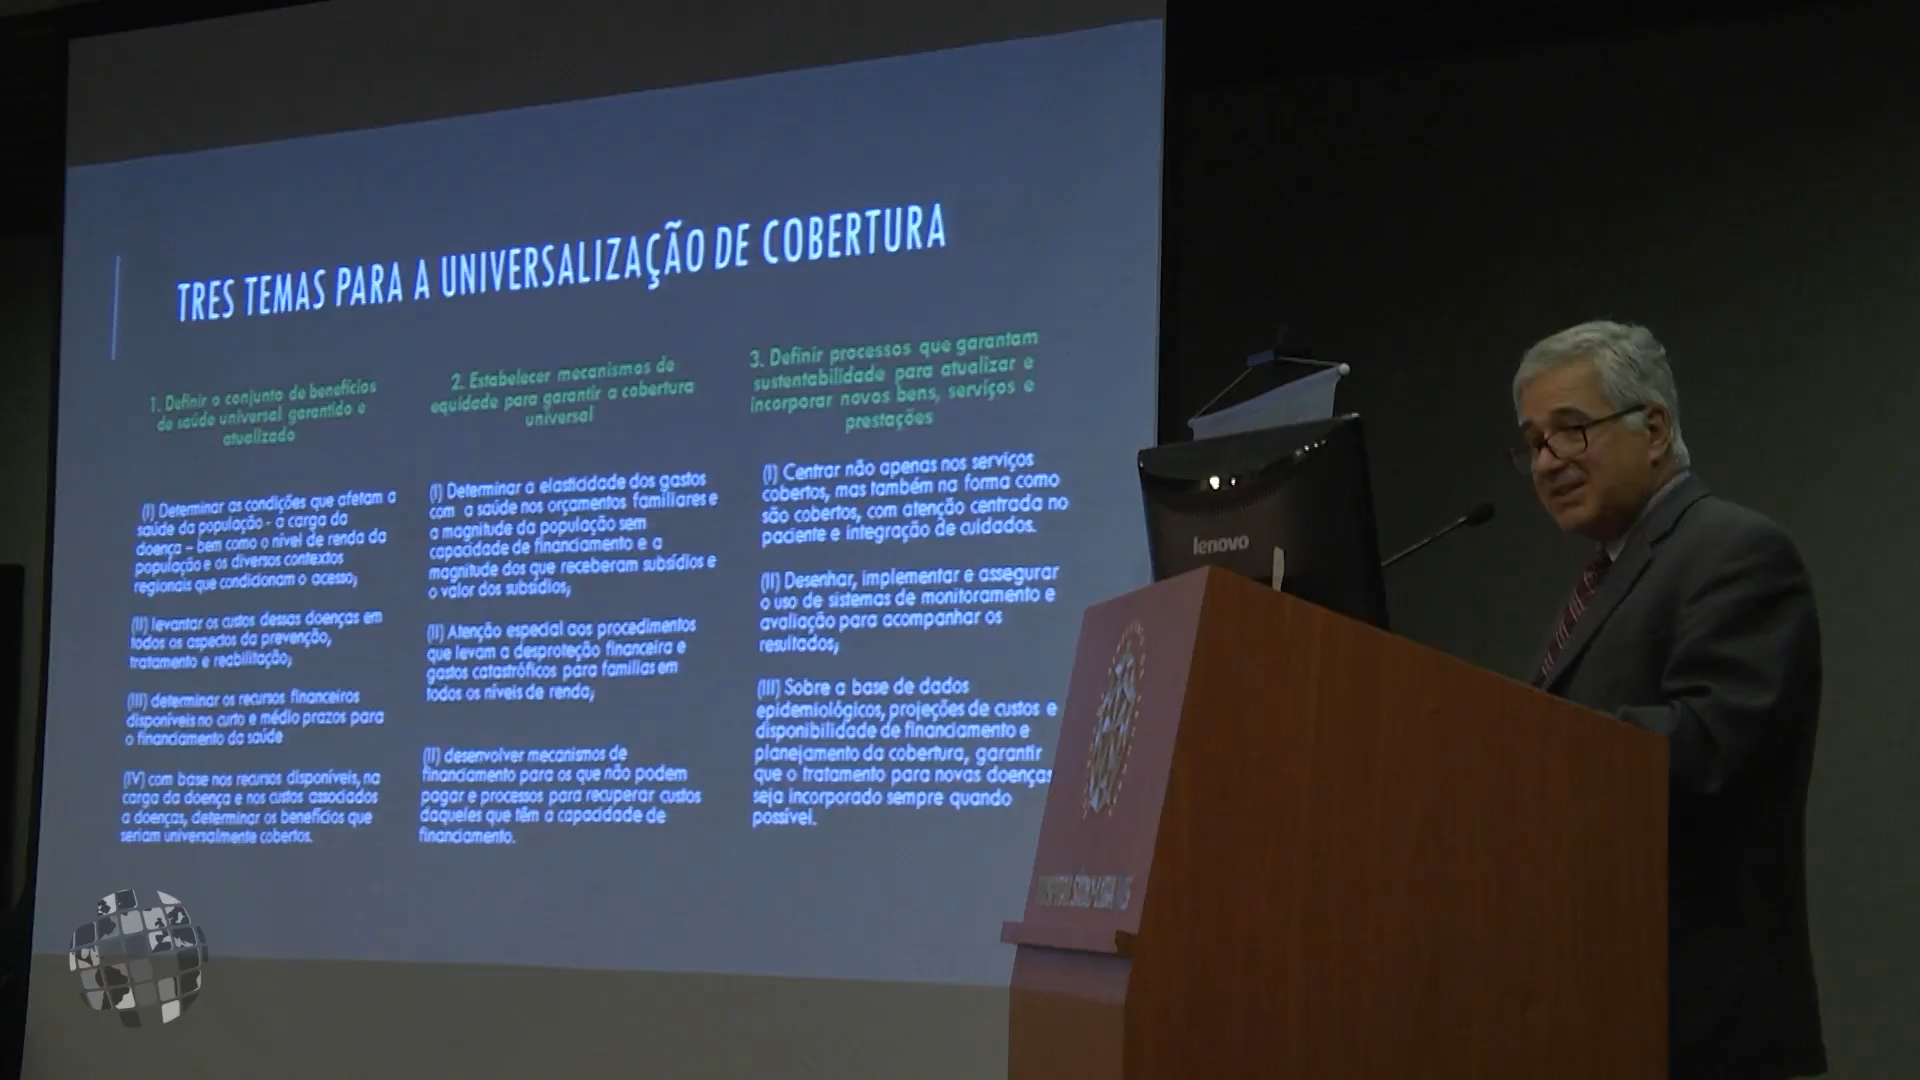 TRES TEMAS PARA A UNIVERSALIZAÇÃO DE COBERTURA
1. Definir o conjunto de benefícios
de saúde universal garantido e
atualizado
(I) Determinar as condições que afetam a
saúde da população - a carga da
doença – bem como o nível de renda da
população e os diversos contextos
regionais que condicionam o acesso;
(II) levantar os custos dessas doenças em
todos os aspectos da prevenção,
tratamento e reabilitação;
(III) determinar os recursos financeiros
disponíveis no curto e médio prazos para
o financiamento da saúde
(IV) com base nos recursos disponíveis, na
carga da doença e nos custos associados
a doenças, determinar os benefícios que
seriam universalmente cobertos.
2. Estabelecer mecanismos de
equidade para garantir a cobertura
universal
(I) Determinar a elasticidade dos gastos
com a saúde nos orçamentos familiares e
a magnitude da população sem
capacidade de financiamento e a
magnitude dos que receberam subsídios e
o valor dos subsídios;
(II) Atenção especial aos procedimentos
que levam a desproteção financeira e
gastos catastróficos para famílias em
todos os níveis de renda;
(II) desenvolver mecanismos de
financiamento para os que não podem
pagar e processos para recuperar custos
daqueles que têm a capacidade de
financiamento.
3. Definir processos que garantam
sustentabilidade para atualizar e
incorporar novos bens, serviços e
prestações
(I) Centrar não apenas nos serviços
cobertos, mas também na forma como
são cobertos, com atenção centrada no
paciente e integração de cuidados.
(II) Desenhar, implementar e assegurar
o uso de sistemas de monitoramento e
avaliação para acompanhar os
resultados;
(III) Sobre a base de dados
epidemiológicos, projeções de custos e
disponibilidade de financiamento e
planejamento da cobertura, garantir
que o tratamento para novas doenças
seja incorporado sempre quando
possível.
lenovo